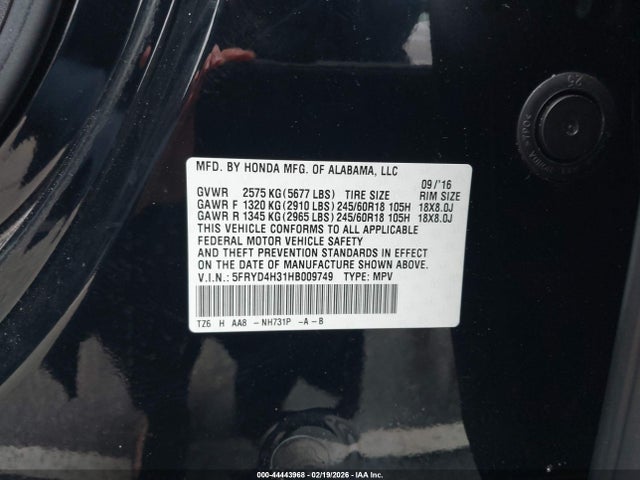 MFD. BY HONDA MFG. OF ALABAMA, LLC
09/'16
GVWR 2575 KG(5677 LBS) TIRE SIZE RIM SIZE
GAWR F 1320 KG(2910 LBS) 245/60R18 105H 18X8.0J
GAWR R 1345 KG(2965 LBS) 245/60R18 105H 18X8.0J
THIS VEHICLE CONFORMS TO ALL APPLICABLE
FEDERAL MOTOR VEHICLE SAFETY
AND THEFT PREVENTION STANDARDS IN EFFECT
ON THE DATE OF MANUFACTURE SHOWN ABOVE.
V.I.N.: 5FRYD4H31HB009749 TYPE: MPV
TZ6 H AA8 -NH731P -A-B
25
000-44443968 - 02/19/2026 - IAA Inc.